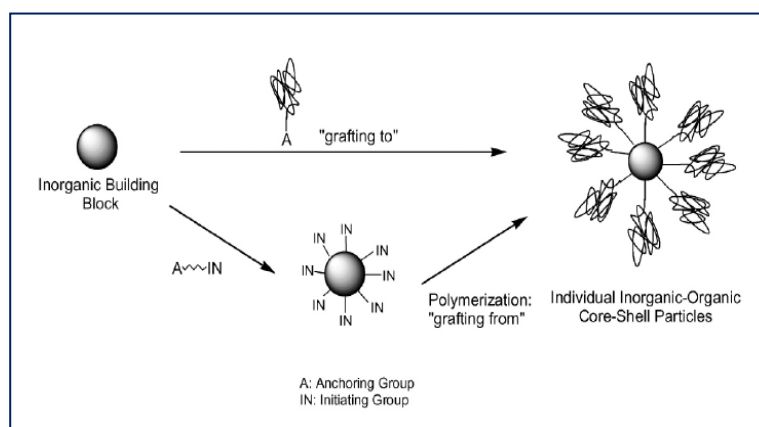 A
"grafting to"
Inorganic Building
Block
A IN
IN
IN
IN
IN
IN
IN
IN
IN
Polymerization:
"grafting from"
Individual Inorganic-Organic
Core-Shell Particles
A: Anchoring Group
IN: Initiating Group